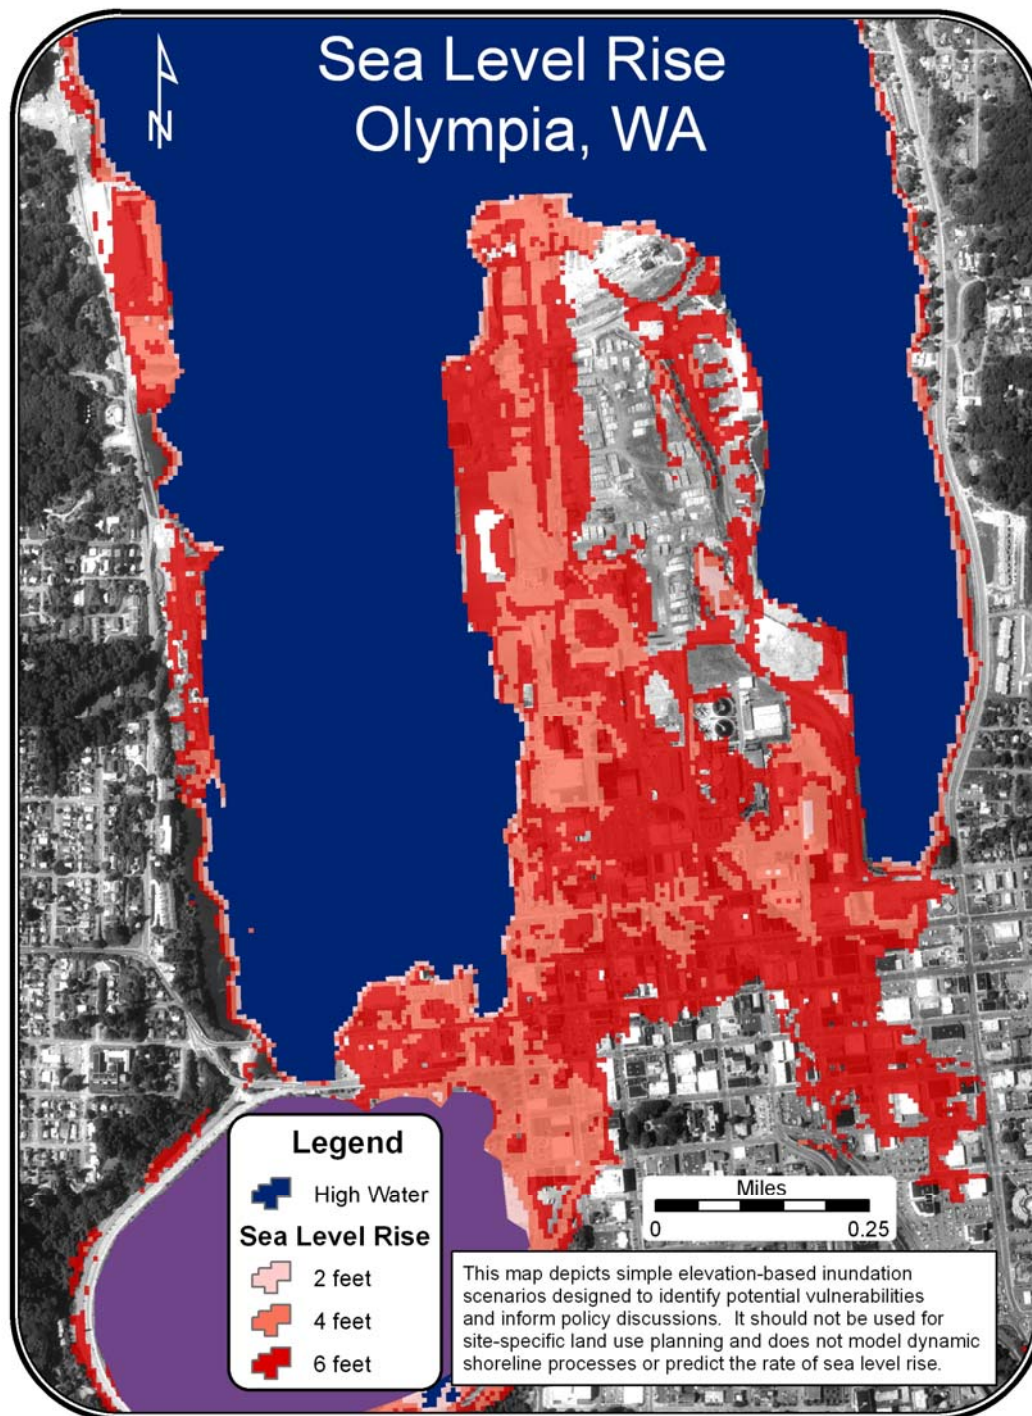 Sea Level Rise
Olympia, WA
N
Legend
High Water
Sea Level Rise
2 feet
4 feet
6 feet
Miles
0 0.25
This map depicts simple elevation-based inundation
scenarios designed to identify potential vulnerabilities
and inform policy discussions. It should not be used for
site-specific land use planning and does not model dynamic
shoreline processes or predict the rate of sea level rise.